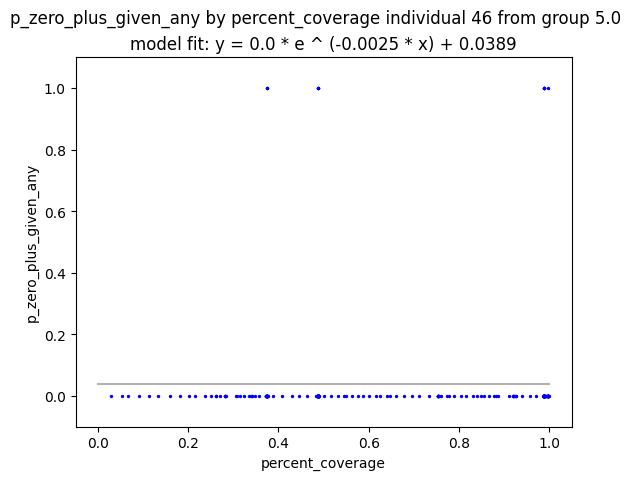 p_zero_plus_given_any by percent_coverage individual 46 from group 5.0
model fit: y = 0.0 * e ^ (-0.0025 * x) + 0.0389
p_zero_plus_given_any
1.0
0.8
0.6
0.4
0.2
0.0
0.0 0.2 0.4 0.6 0.8 1.0
percent_coverage